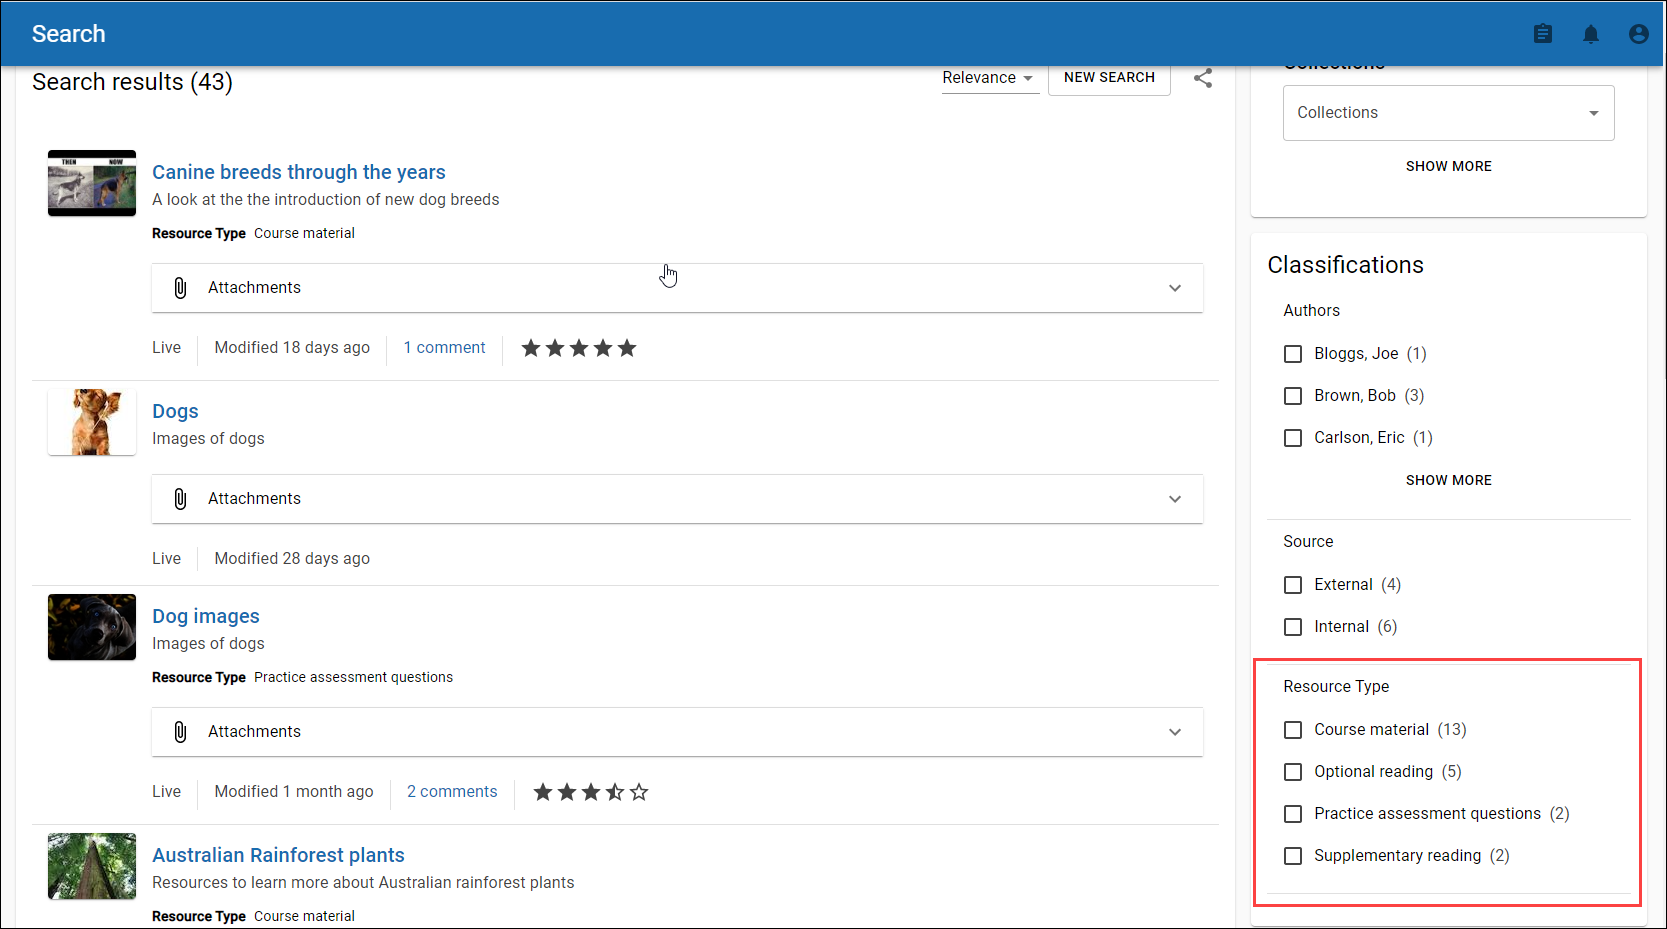 Search
Search results (43)
Relevance
NEW SEARCH
THEN NOW
Canine breeds through the years
A look at the the introduction of new dog breeds
Resource Type Course material
Attachments
Live Modified 18 days ago 1 comment
Dogs
Images of dogs
Attachments
Live Modified 28 days ago
Dog images
Images of dogs
Resource Type Practice assessment questions
Attachments
Live Modified 1 month ago 2 comments
Australian Rainforest plants
Resources to learn more about Australian rainforest plants
Resource Type Course material
Collections
Collections
SHOW MORE
Classifications
Authors
Bloggs, Joe (1)
Brown, Bob (3)
Carlson, Eric (1)
SHOW MORE
Source
External (4)
Internal (6)
Resource Type
Course material (13)
Optional reading (5)
Practice assessment questions (2)
Supplementary reading (2)